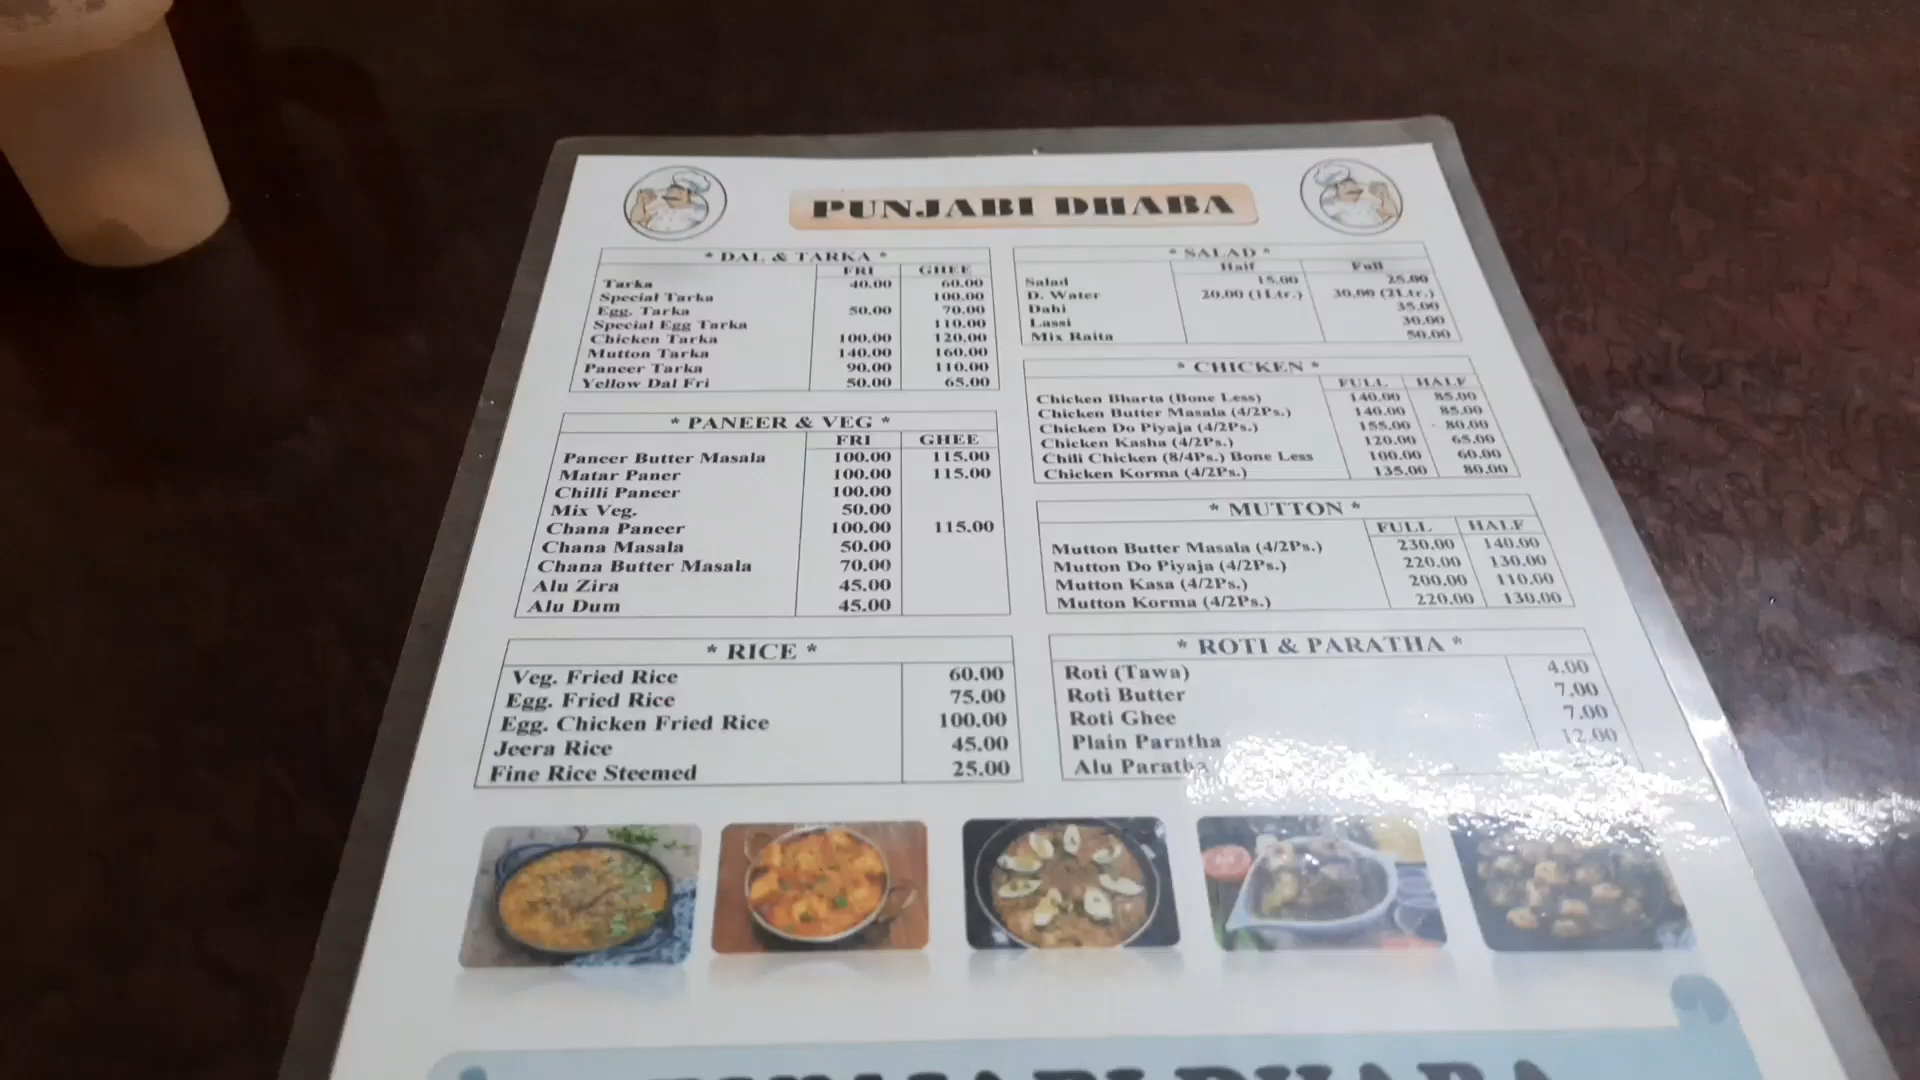 PUNJABI DHABA
* DAL & TARKA *
FRI GHEE
Tarka 40.00 60.00
Special Tarka 100.00
Egg. Tarka 50.00 70.00
Special Egg Tarka 110.00
Chicken Tarka 100.00 120.00
Mutton Tarka 140.00 160.00
Paneer Tarka 90.00 110.00
Yellow Dal Fri 50.00 65.00
* PANEER & VEG *
FRI GHEE
Paneer Butter Masala 100.00 115.00
Matar Paner 100.00 115.00
Chilli Paneer 100.00
Mix Veg. 50.00
Chana Paneer 100.00 115.00
Chana Masala 50.00
Chana Butter Masala 70.00
Alu Zira 45.00
Alu Dum 45.00
* RICE *
Veg. Fried Rice 60.00
Egg. Fried Rice 75.00
Egg. Chicken Fried Rice 100.00
Jeera Rice 45.00
Fine Rice Steemed 25.00
* SALAD *
Half Full
Salad 15.00 25.00
D. Water 20.00 (1Ltr.) 30.00 (2Ltr.)
Dahi 35.00
Lassi 30.00
Mix Raita 50.00
* CHICKEN *
FULL HALF
Chicken Bharta (Bone Less) 140.00 85.00
Chicken Butter Masala (4/2Ps.) 140.00 85.00
Chicken Do Piyaja (4/2Ps.) 155.00 80.00
Chicken Kasha (4/2Ps.) 120.00 65.00
Chili Chicken (8/4Ps.) Bone Less 100.00 60.00
Chicken Korma (4/2Ps.) 135.00 80.00
* MUTTON *
FULL HALF
Mutton Butter Masala (4/2Ps.) 230.00 140.00
Mutton Do Piyaja (4/2Ps.) 220.00 130.00
Mutton Kasa (4/2Ps.) 200.00 110.00
Mutton Korma (4/2Ps.) 220.00 130.00
* ROTI & PARATHA *
Roti (Tawa) 4.00
Roti Butter 7.00
Roti Ghee 7.00
Plain Paratha 12.00
Alu Paratha
DHABA